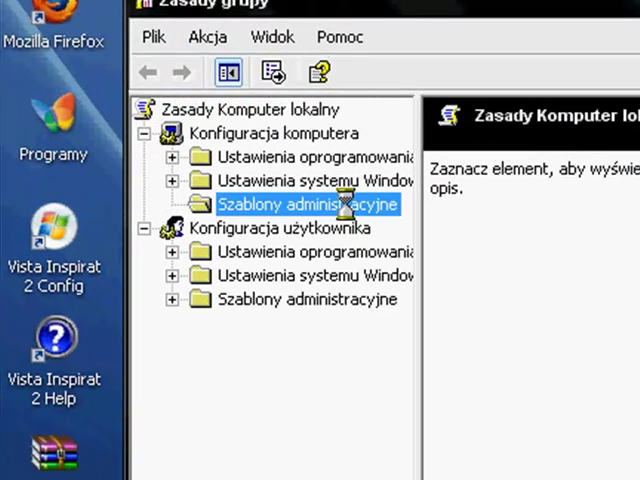 Zasady grupy
Plik Akcja Widok Pomoc
Mozilla Firefox
Programy
Vista Inspirat
2 Config
Vista Inspirat
2 Help
Zasady Komputer lokalny
Konfiguracja komputera
Ustawienia oprogramowania
Ustawienia systemu Window
Szablony administracyjne
Konfiguracja użytkownika
Ustawienia oprogramowania
Ustawienia systemu Window
Szablony administracyjne
Zasady Komputer lok
Zaznacz element, aby wyświe
opis.